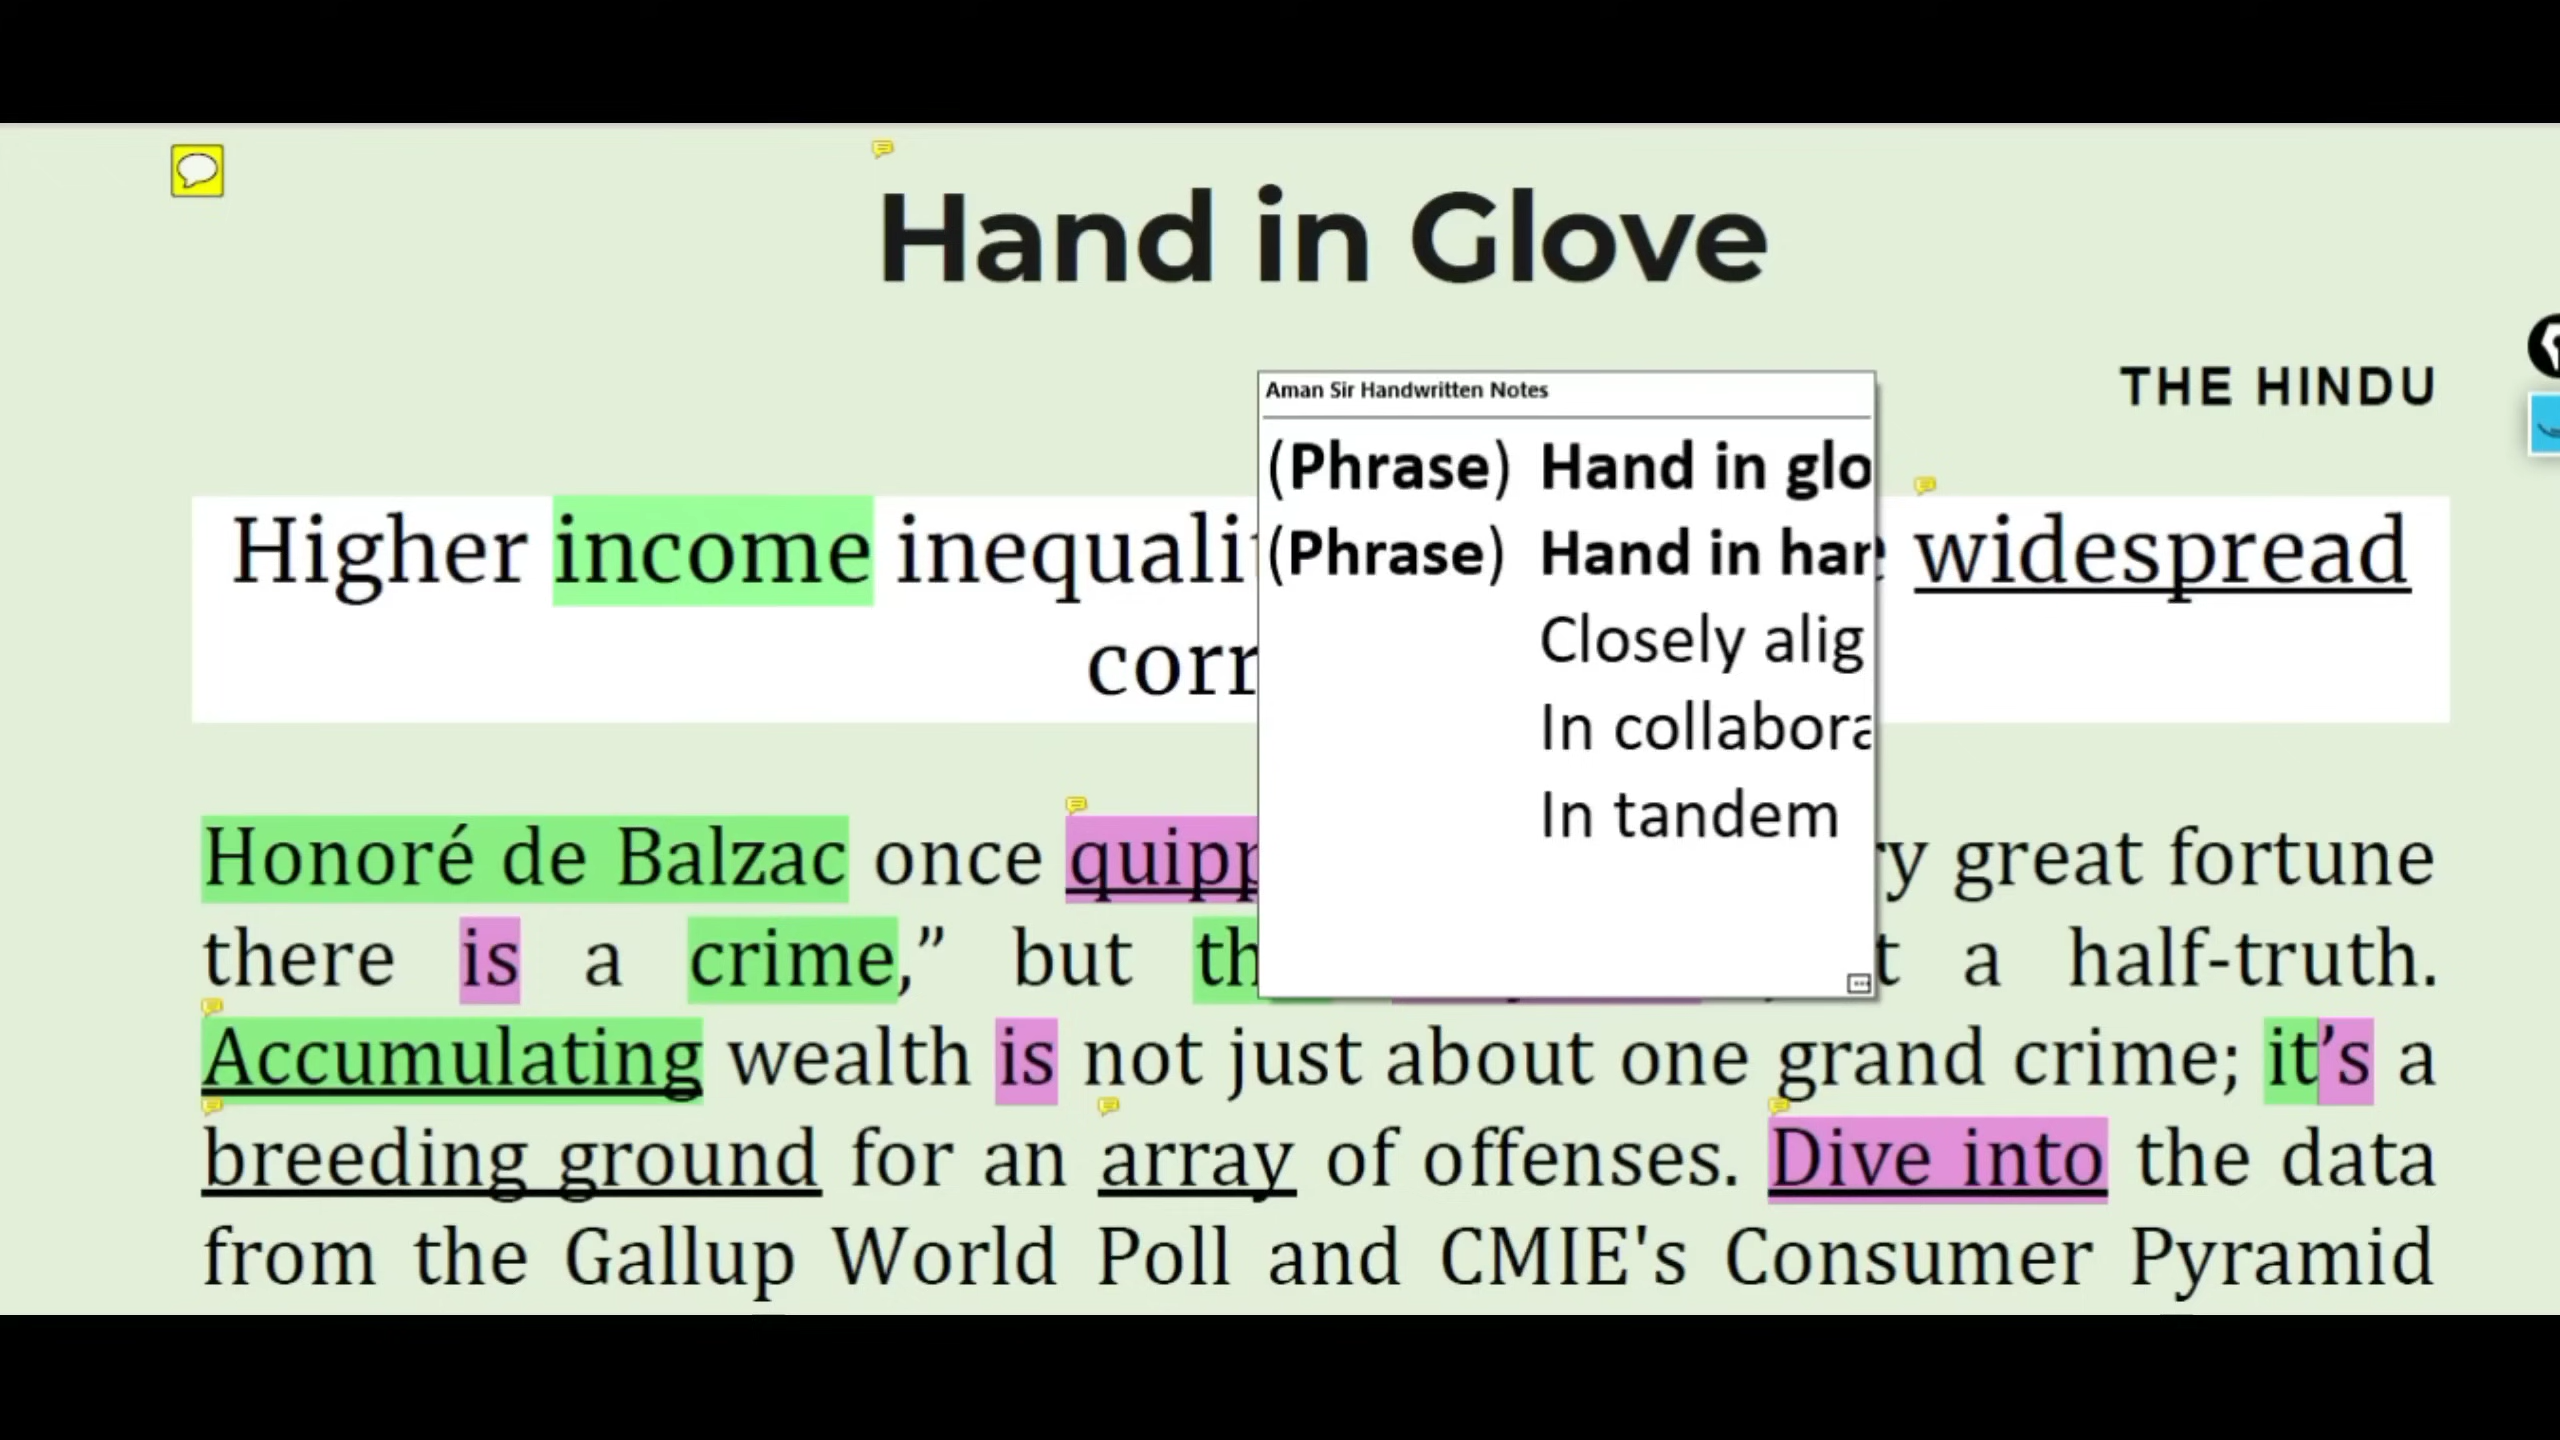 Hand in Glove
THE HINDU
Aman Sir Handwritten Notes
(Phrase) Hand in glo
(Phrase) Hand in har
Closely alig
In collabora
In tandem
Higher income inequalit widespread
corr
Honoré de Balzac once quipp ry great fortune
there is a crime,” but th t a half-truth.
Accumulating wealth is not just about one grand crime; it’s a
breeding ground for an array of offenses. Dive into the data
from the Gallup World Poll and CMIE's Consumer Pyramid